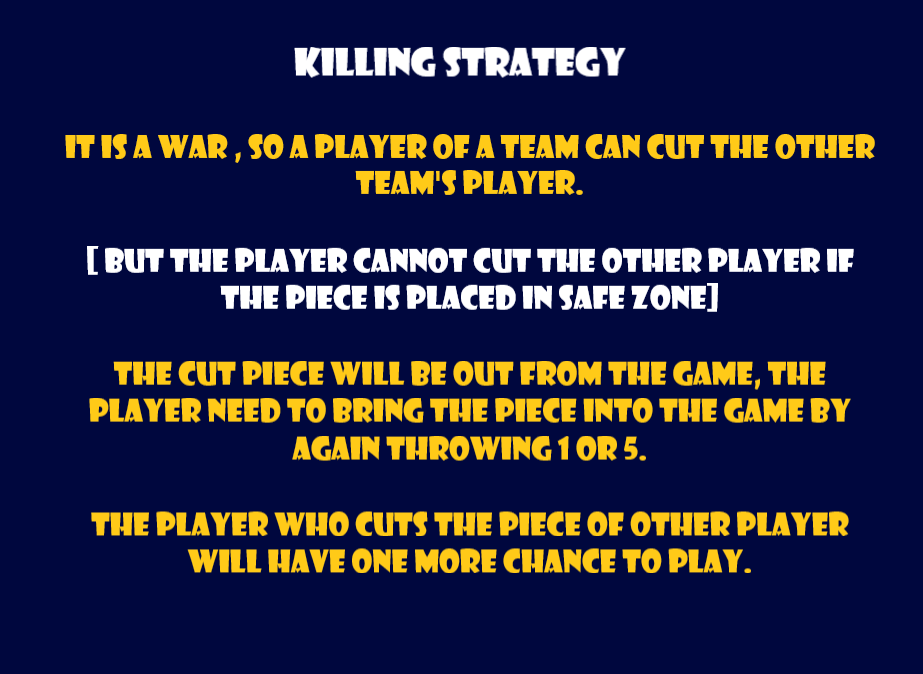 KILLING STRATEGY
IT IS A WAR , SO A PLAYER OF A TEAM CAN CUT THE OTHER
TEAM'S PLAYER.
[ BUT THE PLAYER CANNOT CUT THE OTHER PLAYER IF
THE PIECE IS PLACED IN SAFE ZONE]
THE CUT PIECE WILL BE OUT FROM THE GAME, THE
PLAYER NEED TO BRING THE PIECE INTO THE GAME BY
AGAIN THROWING 1 OR 5.
THE PLAYER WHO CUTS THE PIECE OF OTHER PLAYER
WILL HAVE ONE MORE CHANCE TO PLAY.